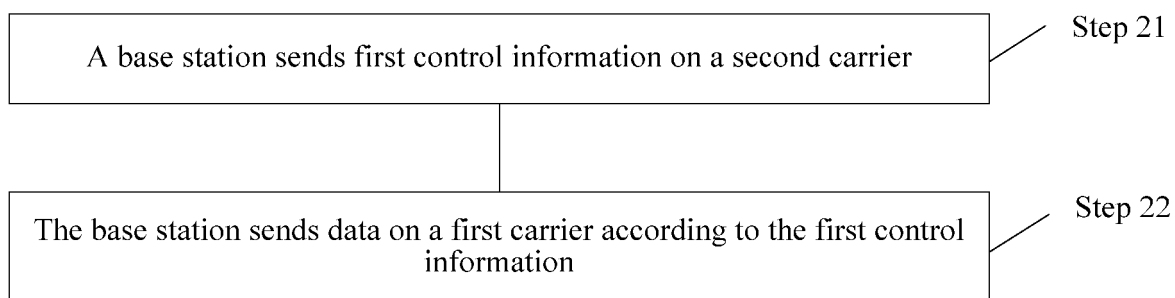 Step 21
A base station sends first control information on a second carrier
Step 22
The base station sends data on a first carrier according to the first control
information